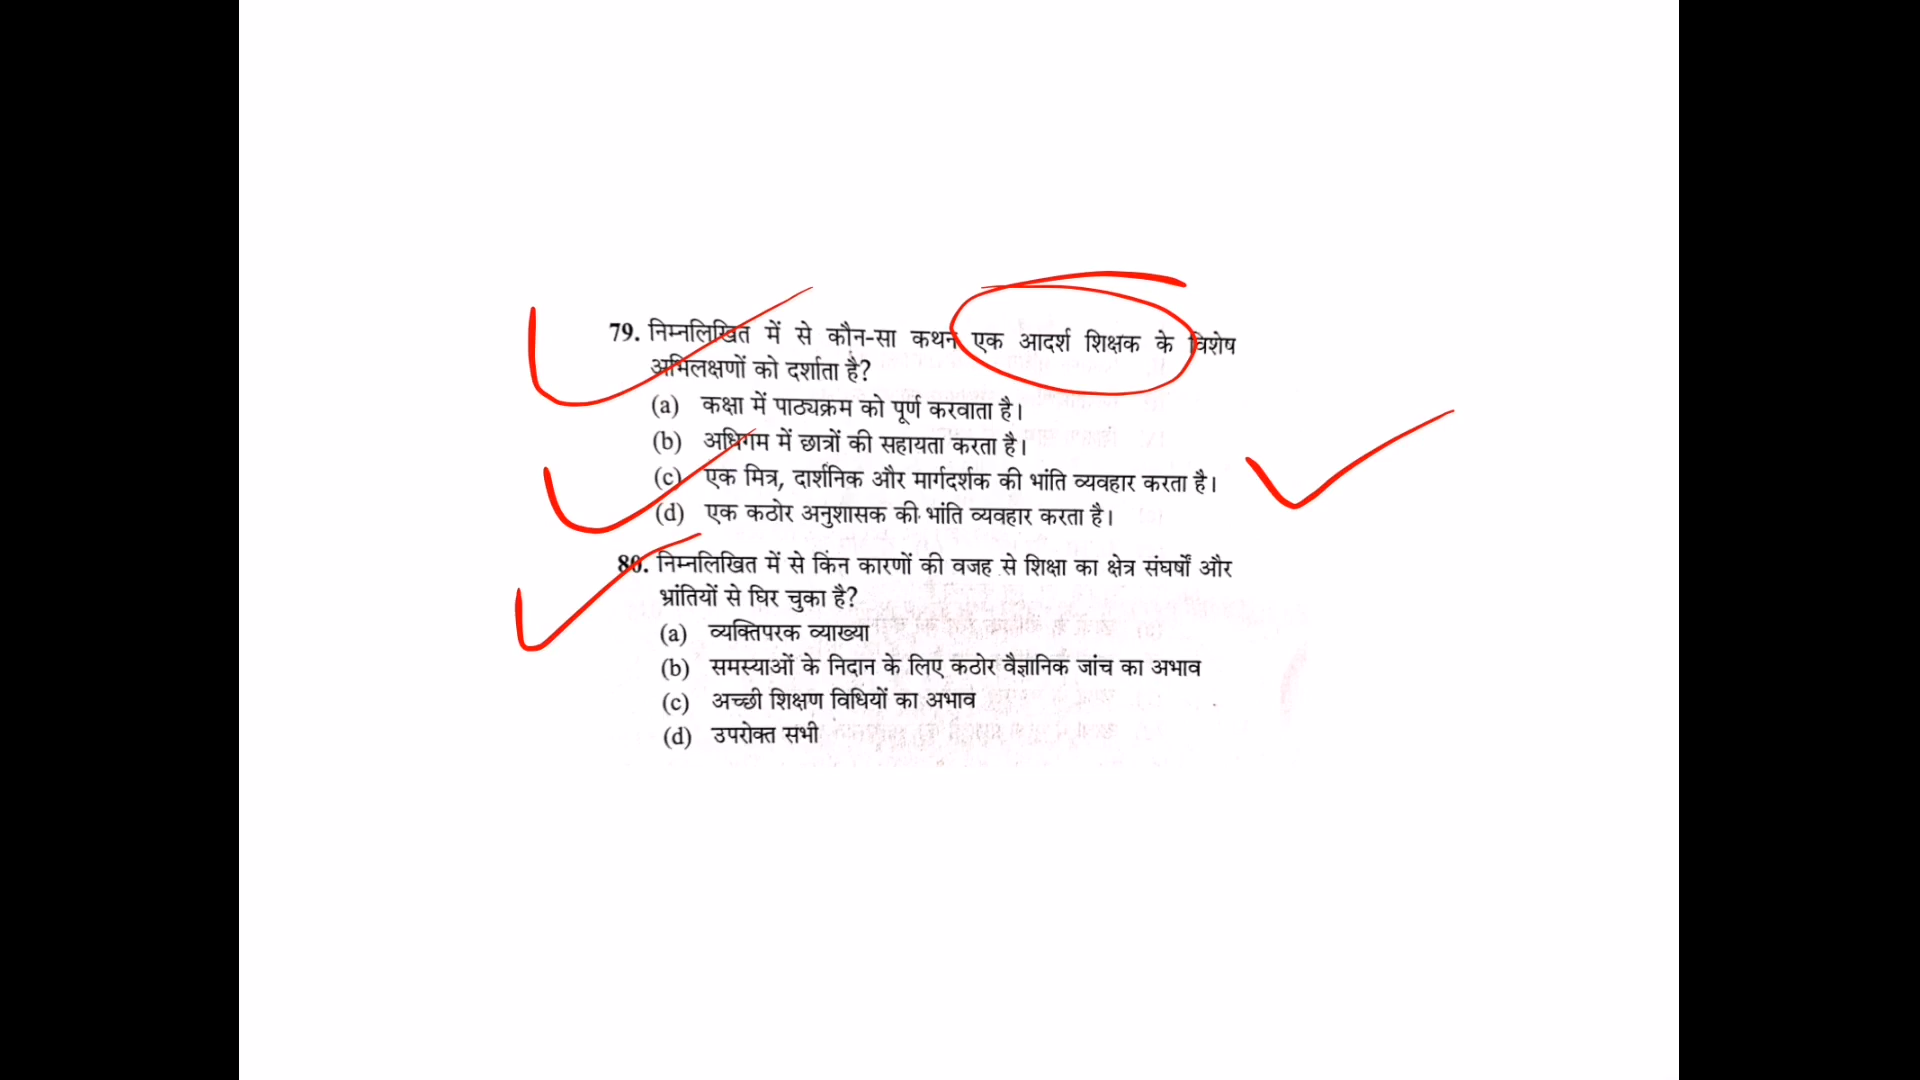 79. निम्नलिखित में से कौन-सा कथन एक आदर्श शिक्षक के विशेष
अभिलक्षणों को दर्शाता है?
(a) कक्षा में पाठ्यक्रम को पूर्ण करवाता है।
(b) अधिगम में छात्रों की सहायता करता है।
(c) एक मित्र, दार्शनिक और मार्गदर्शक की भांति व्यवहार करता है।
(d) एक कठोर अनुशासक की भांति व्यवहार करता है।
80. निम्नलिखित में से किन कारणों की वजह से शिक्षा का क्षेत्र संघर्षों और
भ्रांतियों से घिर चुका है?
(a) व्यक्तिपरक व्याख्या
(b) समस्याओं के निदान के लिए कठोर वैज्ञानिक जांच का अभाव
(c) अच्छी शिक्षण विधियों का अभाव
(d) उपरोक्त सभी